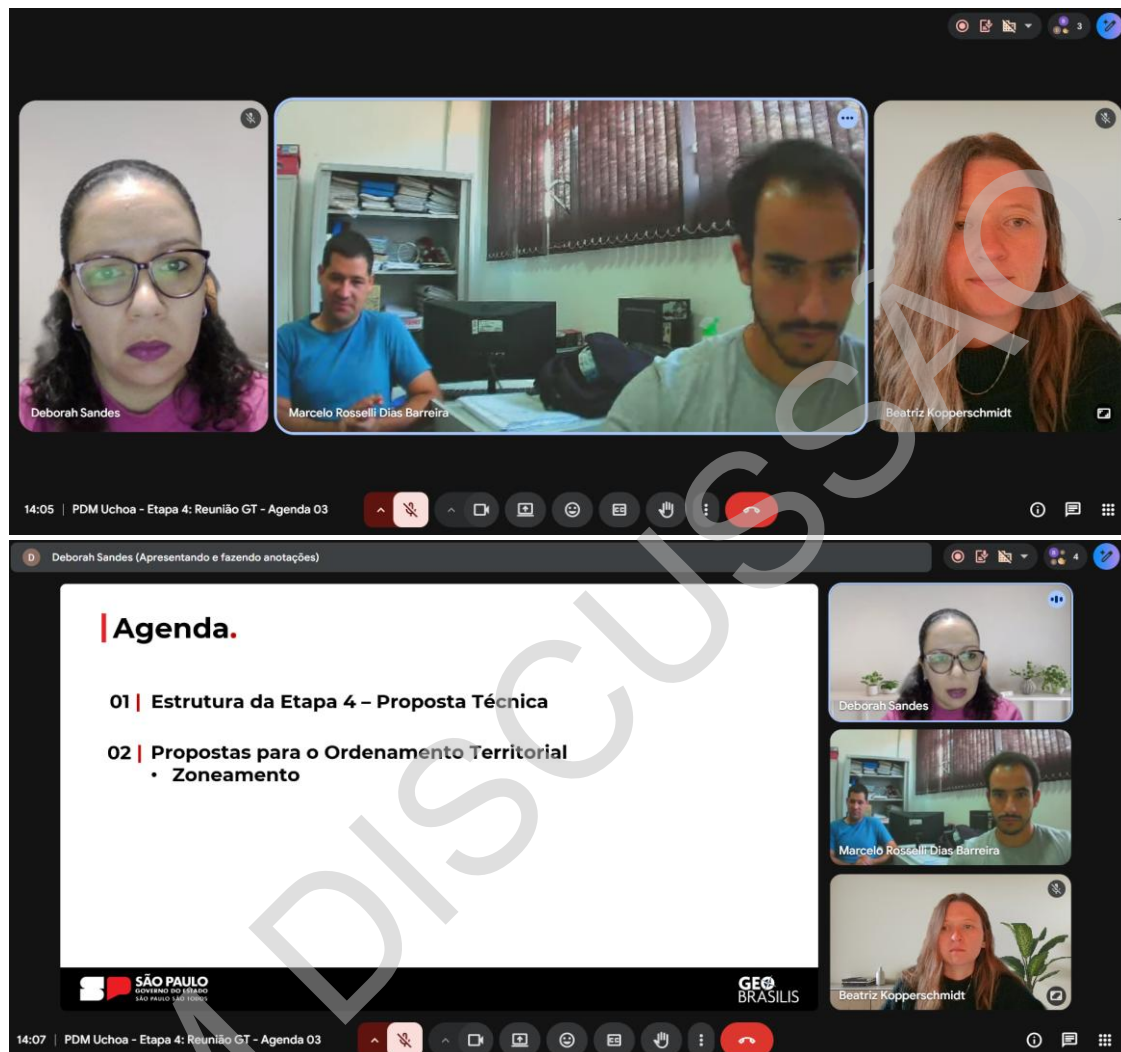 3
Deborah Sandes
Marcelo Rosselli Dias Barreira
Beatriz Kopperschmidt
14:05 | PDM Uchoa - Etapa 4: Reunião GT - Agenda 03
D Deborah Sandes (Apresentando e fazendo anotações)
4
Agenda.
01 | Estrutura da Etapa 4 – Proposta Técnica
02 | Propostas para o Ordenamento Territorial
• Zoneamento
Deborah Sandes
Marcelo Rosselli Dias Barreira
Beatriz Kopperschmidt
SP SÃO PAULO
GOVERNO DO ESTADO
SÃO PAULO SÃO TODOS
GEO
BRASILIS
14:07 | PDM Uchoa - Etapa 4: Reunião GT - Agenda 03
M DISCUSSÃO